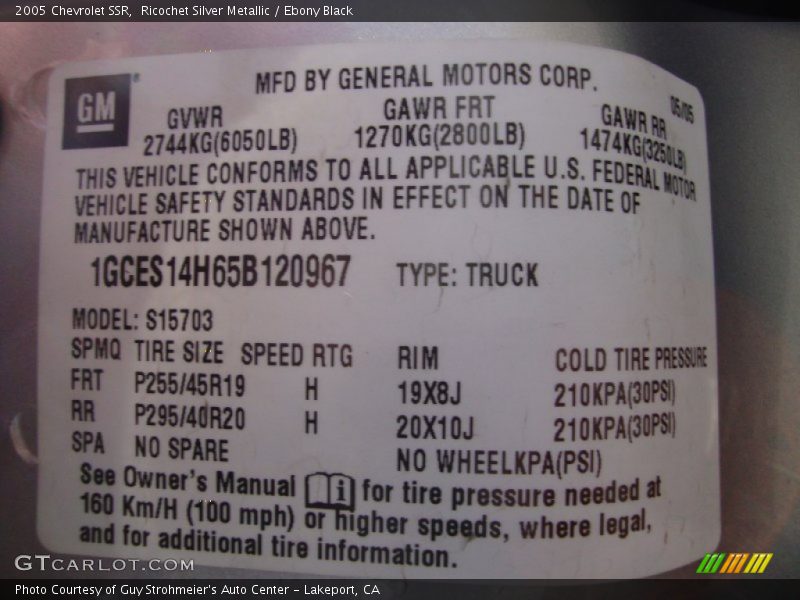 2005 Chevrolet SSR, Ricochet Silver Metallic / Ebony Black
GM
MFD BY GENERAL MOTORS CORP.
05/05
GVWR GAWR FRT GAWR RR
2744KG(6050LB) 1270KG(2800LB) 1474KG(3250LB)
THIS VEHICLE CONFORMS TO ALL APPLICABLE U.S. FEDERAL MOTOR
VEHICLE SAFETY STANDARDS IN EFFECT ON THE DATE OF
MANUFACTURE SHOWN ABOVE.
1GCES14H65B120967 TYPE: TRUCK
MODEL: S15703
SPMQ TIRE SIZE SPEED RTG RIM COLD TIRE PRESSURE
FRT P255/45R19 H 19X8J 210KPA(30PSI)
RR P295/40R20 H 20X10J 210KPA(30PSI)
SPA NO SPARE NO WHEELKPA(PSI)
See Owner's Manual i for tire pressure needed at
160 Km/H (100 mph) or higher speeds, where legal,
and for additional tire information.
GTCARLOT.COM
Photo Courtesy of Guy Strohmeier's Auto Center - Lakeport, CA